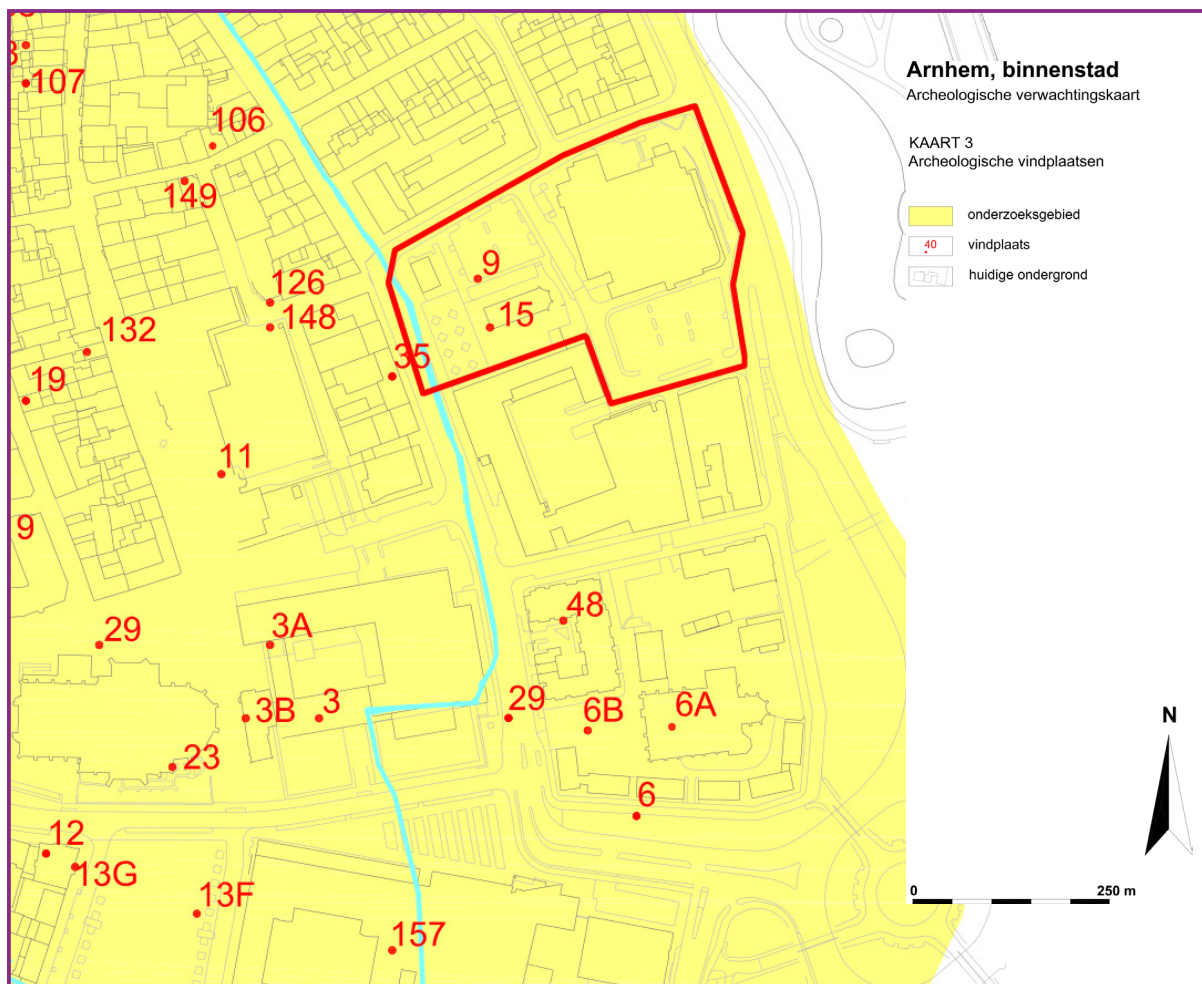 Arnhem, binnenstad
Archeologische verwachtingskaart
KAART 3
Archeologische vindplaatsen
onderzoeksgebied
40
vindplaats
huidige ondergrond
107
106
149
126
148
132
19
35
9
15
11
9
29
3A
3B
3
23
48
29
6B
6A
6
12
13G
13F
157
N
0
250 m